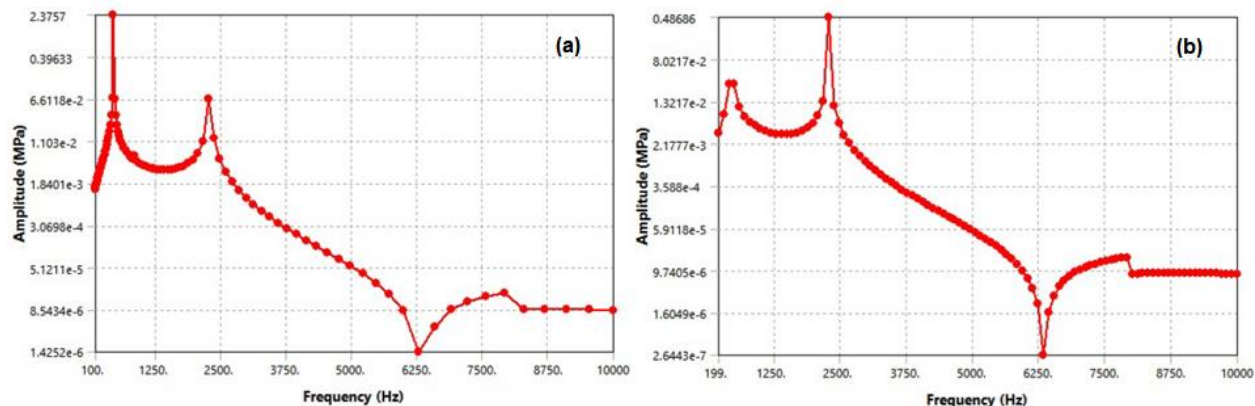 (a)
Amplitude (MPa)
2.3757
0.39633
6.6118e-2
1.103e-2
1.8401e-3
3.0698e-4
5.1211e-5
8.5434e-6
1.4252e-6
100. 1250. 2500. 3750. 5000. 6250. 7500. 8750. 10000
Frequency (Hz)
(b)
Amplitude (MPa)
0.48686
8.0217e-2
1.3217e-2
2.1777e-3
3.588e-4
5.9118e-5
9.7405e-6
1.6049e-6
2.6443e-7
199. 1250. 2500. 3750. 5000. 6250. 7500. 8750. 10000
Frequency (Hz)